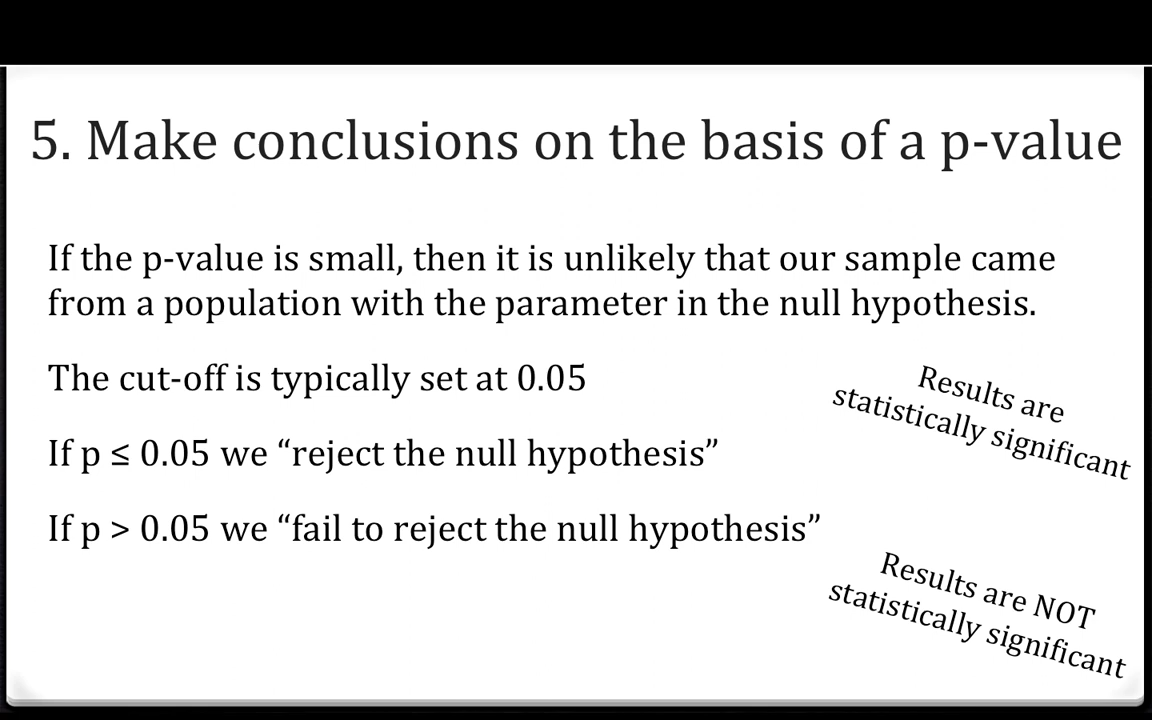 5. Make conclusions on the basis of a p-value
If the p-value is small, then it is unlikely that our sample came
from a population with the parameter in the null hypothesis.
The cut-off is typically set at 0.05
Results are
statistically significant
If p ≤ 0.05 we “reject the null hypothesis”
If p > 0.05 we “fail to reject the null hypothesis”
Results are NOT
statistically significant